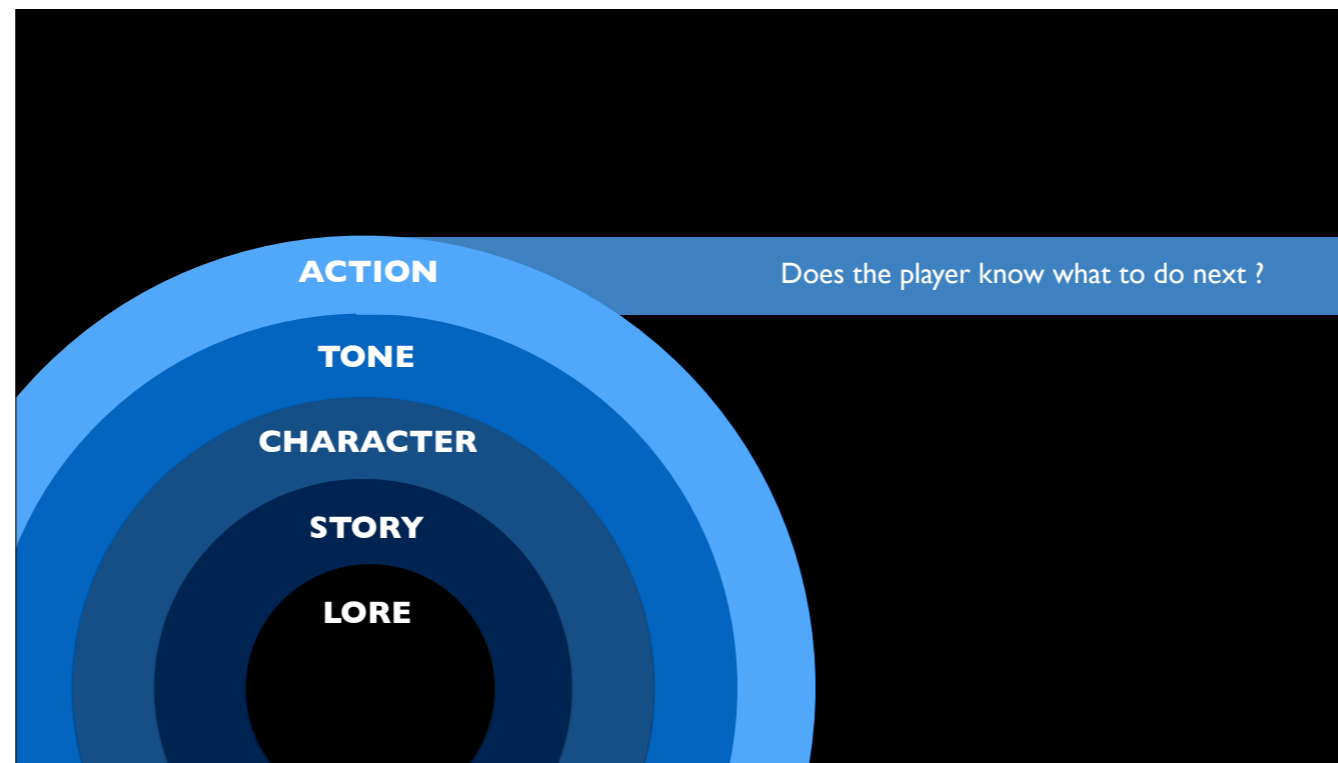 ACTION
Does the player know what to do next ?
TONE
CHARACTER
STORY
LORE